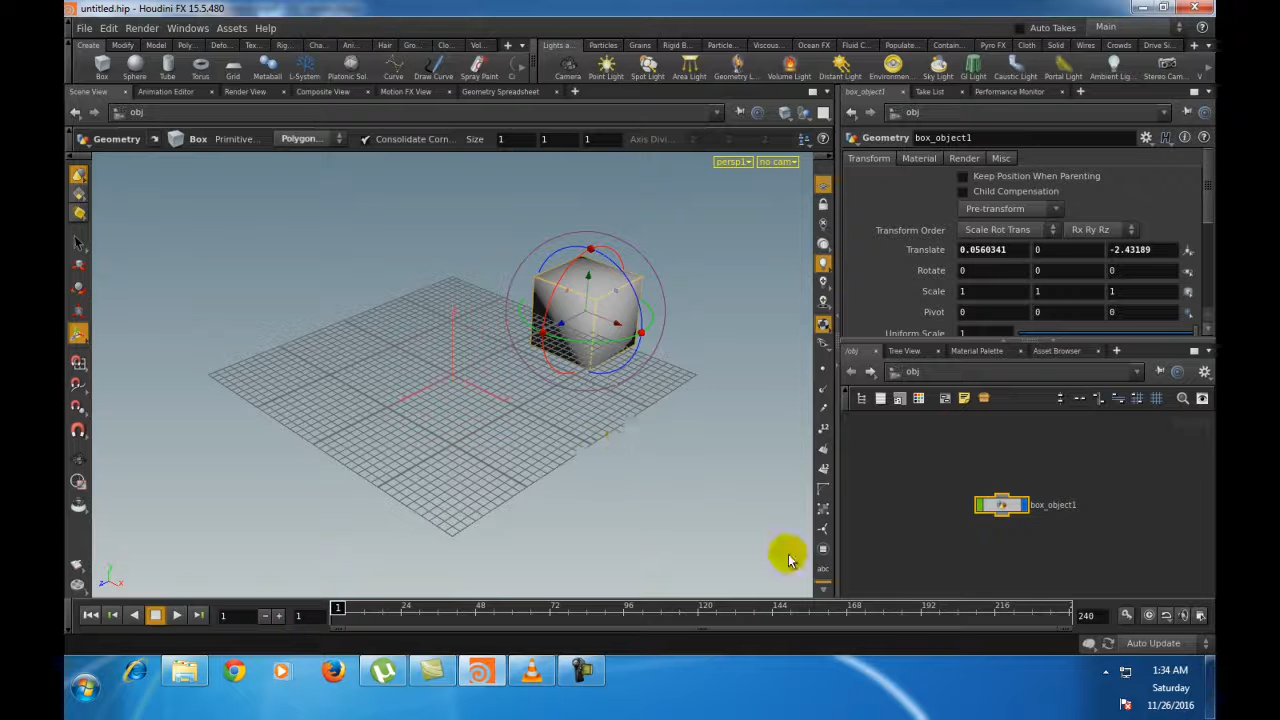 untitled.hip - Houdini FX 15.5.480
File Edit Render Windows Assets Help
Auto Takes Main
Create Modify Model Poly... Defo... Tex... Rig... Cha... Ani... Hair Gro... Clo... Vol...
Lights a... Particles Grains Rigid B... Particle... Viscous... Ocean FX Fluid C... Populate... Contain... Pyro FX Cloth Solid Wires Crowds Drive Si...
Box Sphere Tube Torus Grid Metaball L-System Platonic Sol... Curve Draw Curve Spray Paint Ci...
Camera Point Light Spot Light Area Light Geometry L... Volume Light Distant Light Environmen... Sky Light GI Light Caustic Light Portal Light Ambient Ligh... Stereo Cam... V
Scene View Animation Editor Render View Composite View Motion FX View Geometry Spreadsheet
box_object1 Take List Performance Monitor
obj
obj
Geometry Box Primitive... Polygon... Consolidate Corn... Size 1 1 1 Axis Divi...
Geometry box_object1
persp1 no cam
Transform Material Render Misc
Keep Position When Parenting
Child Compensation
Pre-transform
Transform Order Scale Rot Trans Rx Ry Rz
Translate 0.0560341 0 -2.43189
Rotate 0 0 0
Scale 1 1 1
Pivot 0 0 0
Uniform Scale 1
/obj Tree View Material Palette Asset Browser
obj
12
12
box_object1
abc
y
z x
1 1 1 24 48 72 96 120 144 168 192 216 2 240
Auto Update
1:34 AM
Saturday
11/26/2016